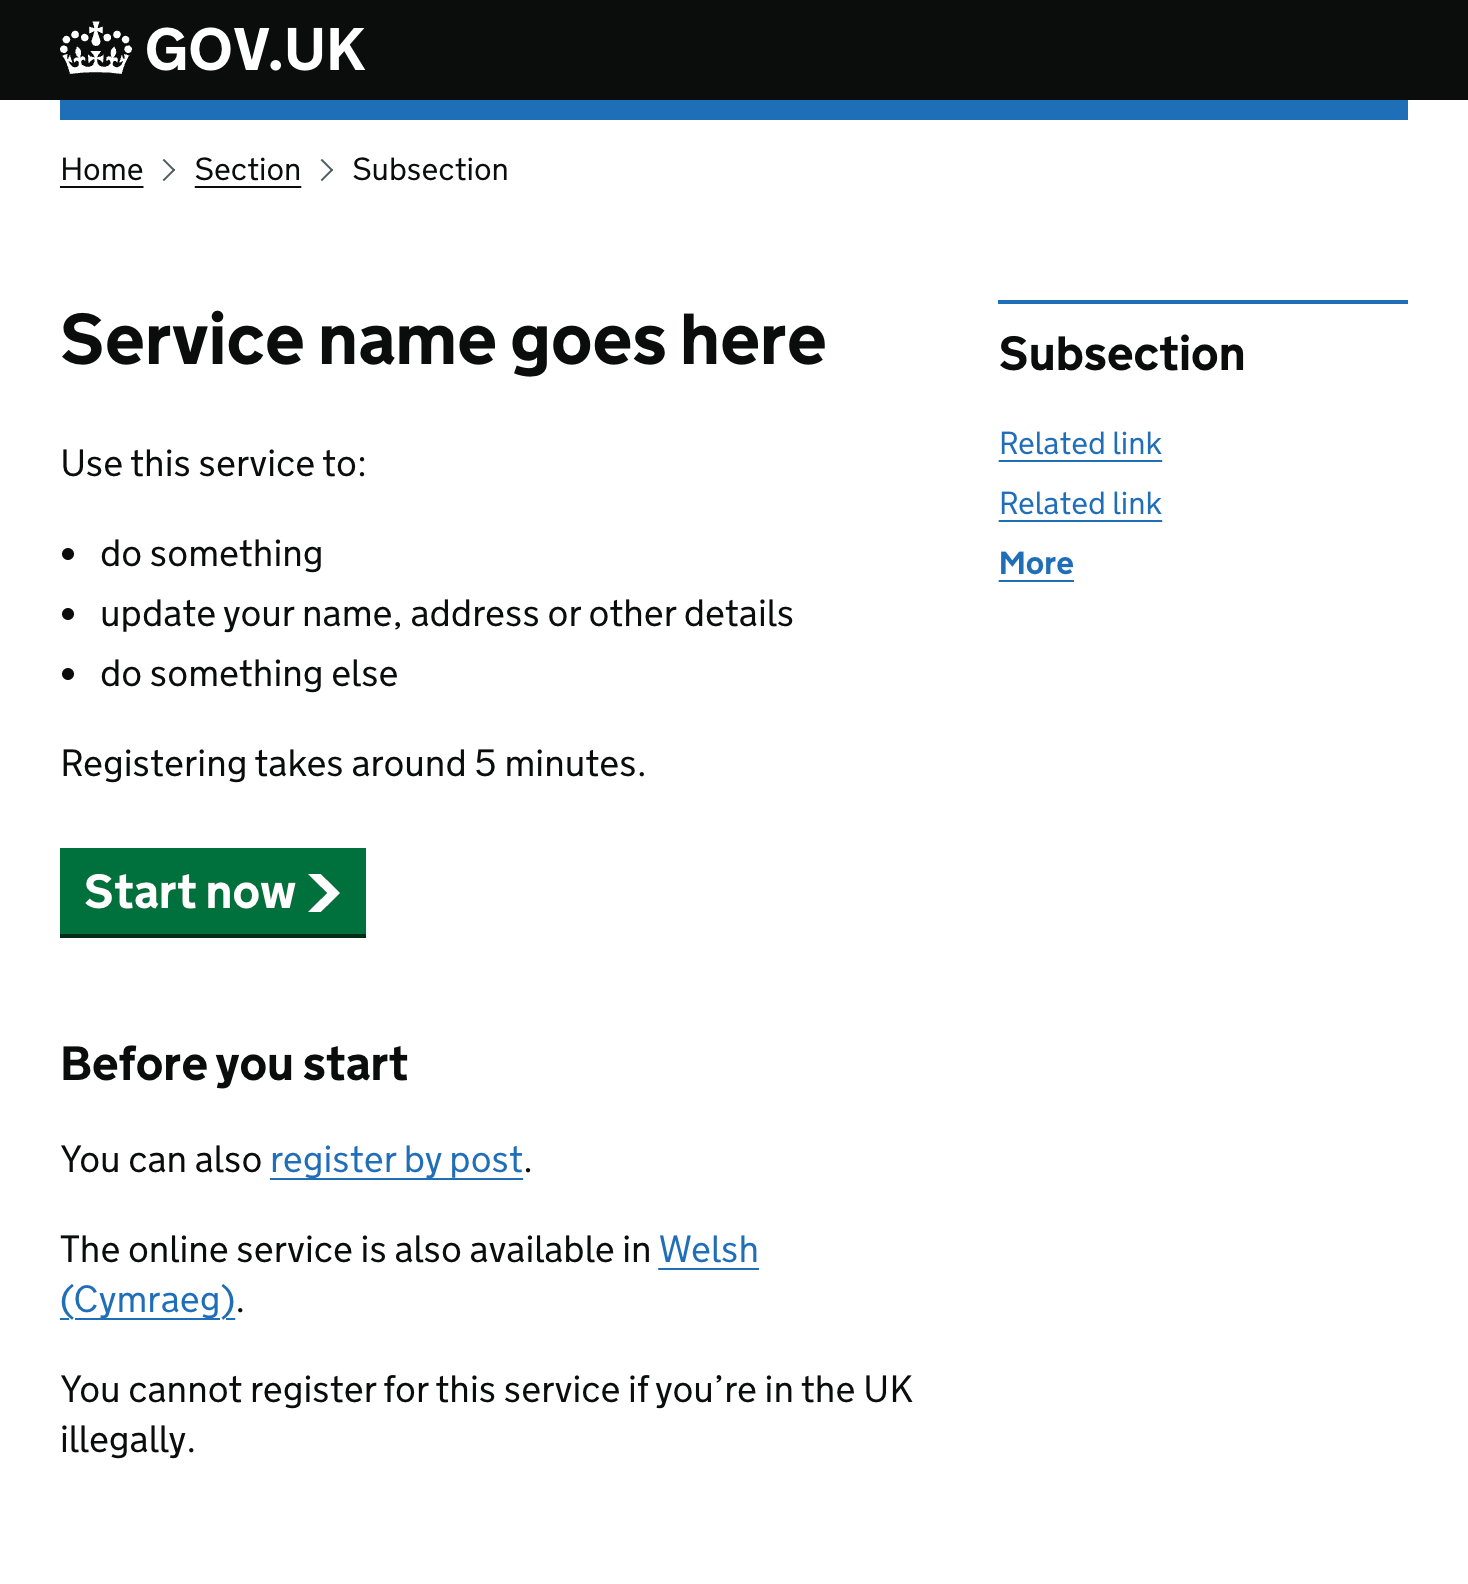 GOV.UK
Home Section Subsection
Service name goes here
Use this service to:
• do something
• update your name, address or other details
• do something else
Registering takes around 5 minutes.
Start now
Before you start
You can also register by post.
The online service is also available in Welsh
(Cymraeg).
You cannot register for this service if you’re in the UK
illegally.
Subsection
Related link
Related link
More